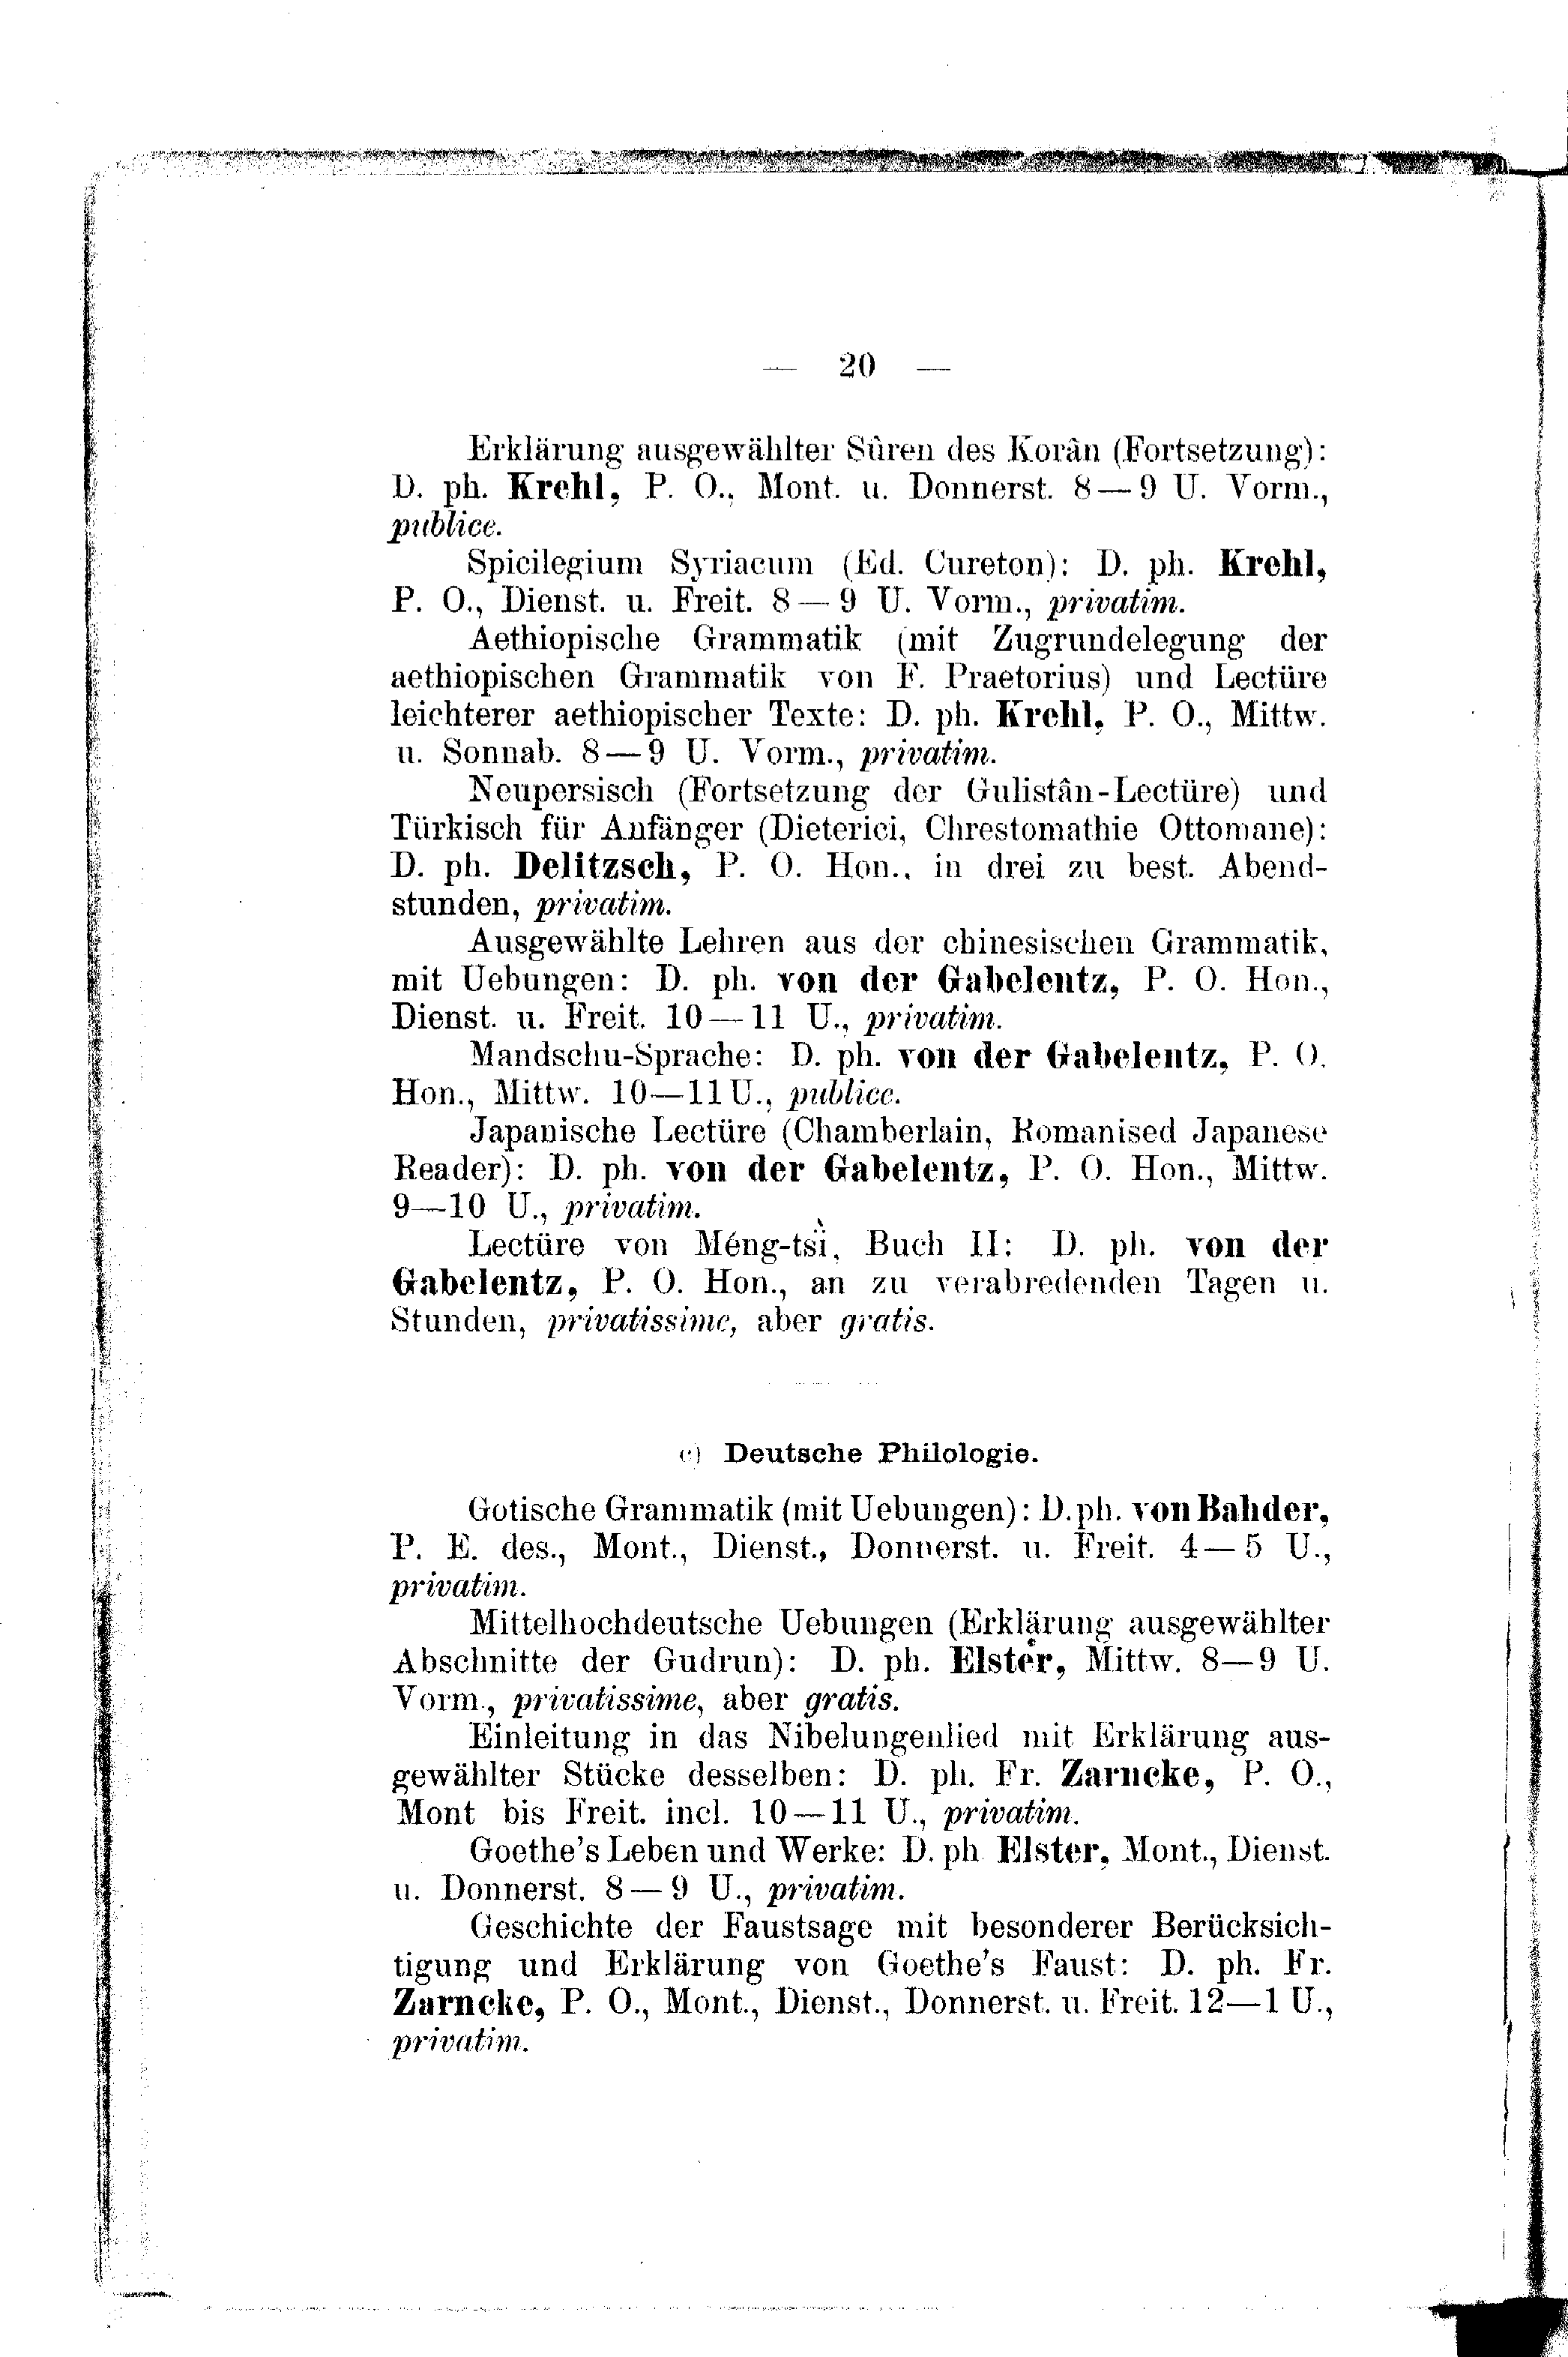 — 20 —
Erklärung ausgewählter Sûren des Korân (Fortsetzung):
D. ph. Krehl, P. O., Mont. u. Donnerst. 8—9 U. Vorm.,
publice.
Spicilegium Syriacum (Ed. Cureton): D. ph. Krehl,
P. O., Dienst. u. Freit. 8—9 U. Vorm., privatim.
Aethiopische Grammatik (mit Zugrundelegung der
aethiopischen Grammatik von F. Praetorius) und Lectüre
leichterer aethiopischer Texte: D. ph. Krehl, P. O., Mittw.
u. Sonnab. 8—9 U. Vorm., privatim.
Neupersisch (Fortsetzung der Gulistân-Lectüre) und
Türkisch für Anfänger (Dieterici, Chrestomathie Ottomane):
D. ph. Delitzsch, P. O. Hon., in drei zu best. Abend-
stunden, privatim.
Ausgewählte Lehren aus der chinesischen Grammatik,
mit Uebungen: D. ph. von der Gabelentz, P. O. Hon.,
Dienst. u. Freit. 10—11 U., privatim.
Mandschu-Sprache: D. ph. von der Gabelentz, P. O.
Hon., Mittw. 10—11 U., publice.
Japanische Lectüre (Chamberlain, Romanised Japanese
Reader): D. ph. von der Gabelentz, P. O. Hon., Mittw.
9—10 U., privatim.
Lectüre von Méng-tsï, Buch II: D. ph. von der
Gabelentz, P. O. Hon., an zu verabredenden Tagen u.
Stunden, privatissime, aber gratis.
c) Deutsche Philologie.
Gotische Grammatik (mit Uebungen): D. ph. von Bahder,
P. E. des., Mont., Dienst., Donnerst. u. Freit. 4—5 U.,
privatim.
Mittelhochdeutsche Uebungen (Erklärung ausgewählter
Abschnitte der Gudrun): D. ph. Elster, Mittw. 8—9 U.
Vorm., privatissime, aber gratis.
Einleitung in das Nibelungenlied mit Erklärung aus-
gewählter Stücke desselben: D. ph. Fr. Zarncke, P. O.,
Mont bis Freit. incl. 10—11 U., privatim.
Goethe's Leben und Werke: D. ph Elster, Mont., Dienst.
u. Donnerst. 8—9 U., privatim.
Geschichte der Faustsage mit besonderer Berücksich-
tigung und Erklärung von Goethe's Faust: D. ph. Fr.
Zarncke, P. O., Mont., Dienst., Donnerst. u. Freit. 12—1 U.,
privatim.